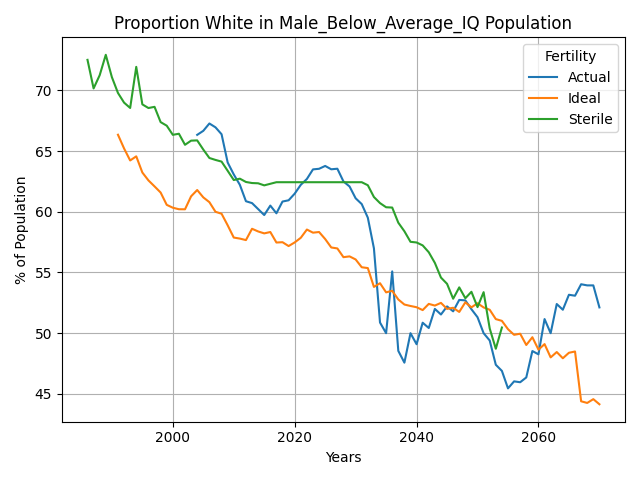 Proportion White in Male_Below_Average_IQ Population
% of Population
70
65
60
55
50
45
2000
2020
2040
2060
Years
Fertility
Actual
Ideal
Sterile